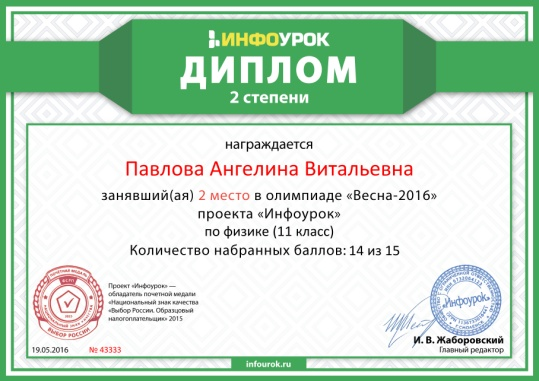 ИНФОУРОК
ДИПЛОМ
2 степени
награждается
Павлова Ангелина Витальевна
занявший(ая) 2 место в олимпиаде «Весна-2016»
проекта «Инфоурок»
по физике (11 класс)
Количество набранных баллов: 14 из 15
Проект «Инфоурок» —
обладатель почетной медали
«Национальный знак качества
«Выбор России. Образцовый
налогоплательщик» 2015
ВЫБОР РОССИИ
«Инфоурок»
И. В. Жаборовский
Главный редактор
19.05.2016 № 43333
infourok.ru